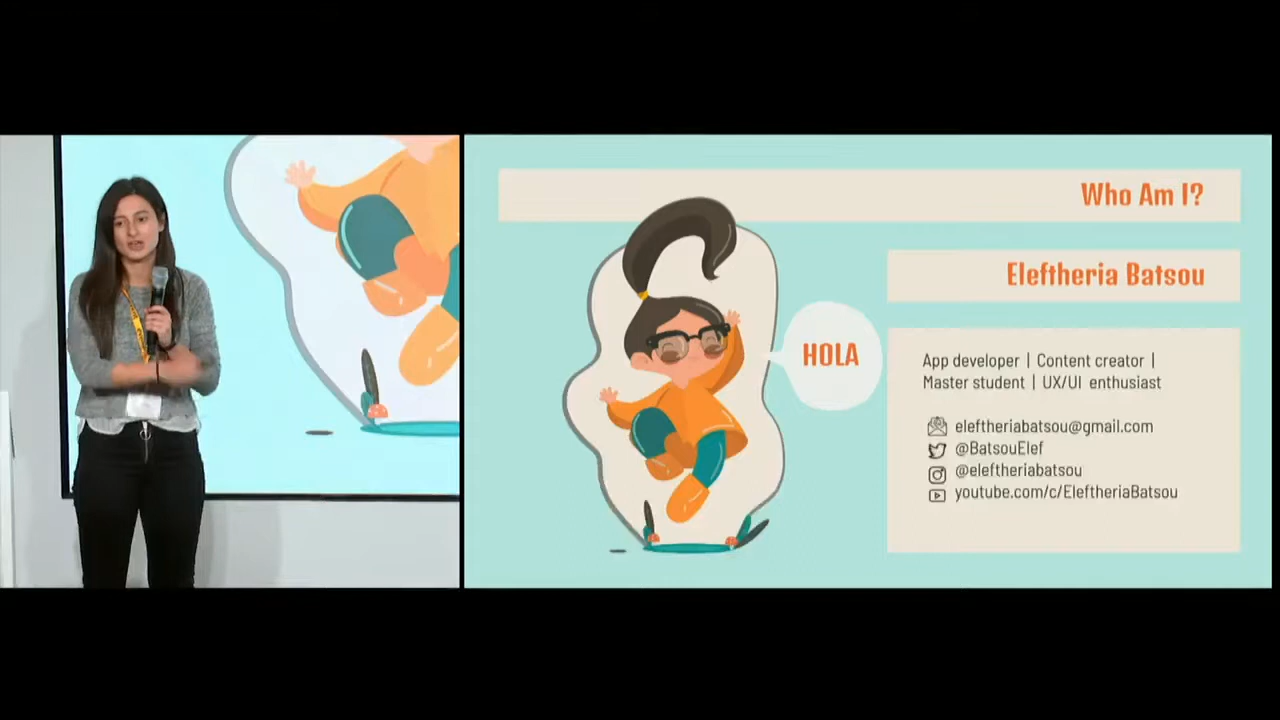 Who Am I?
Eleftheria Batsou
HOLA
App developer | Content creator |
Master student | UX/UI enthusiast
eleftheriabatsou@gmail.com
@BatsouElef
@eleftheriabatsou
youtube.com/c/EleftheriaBatsou